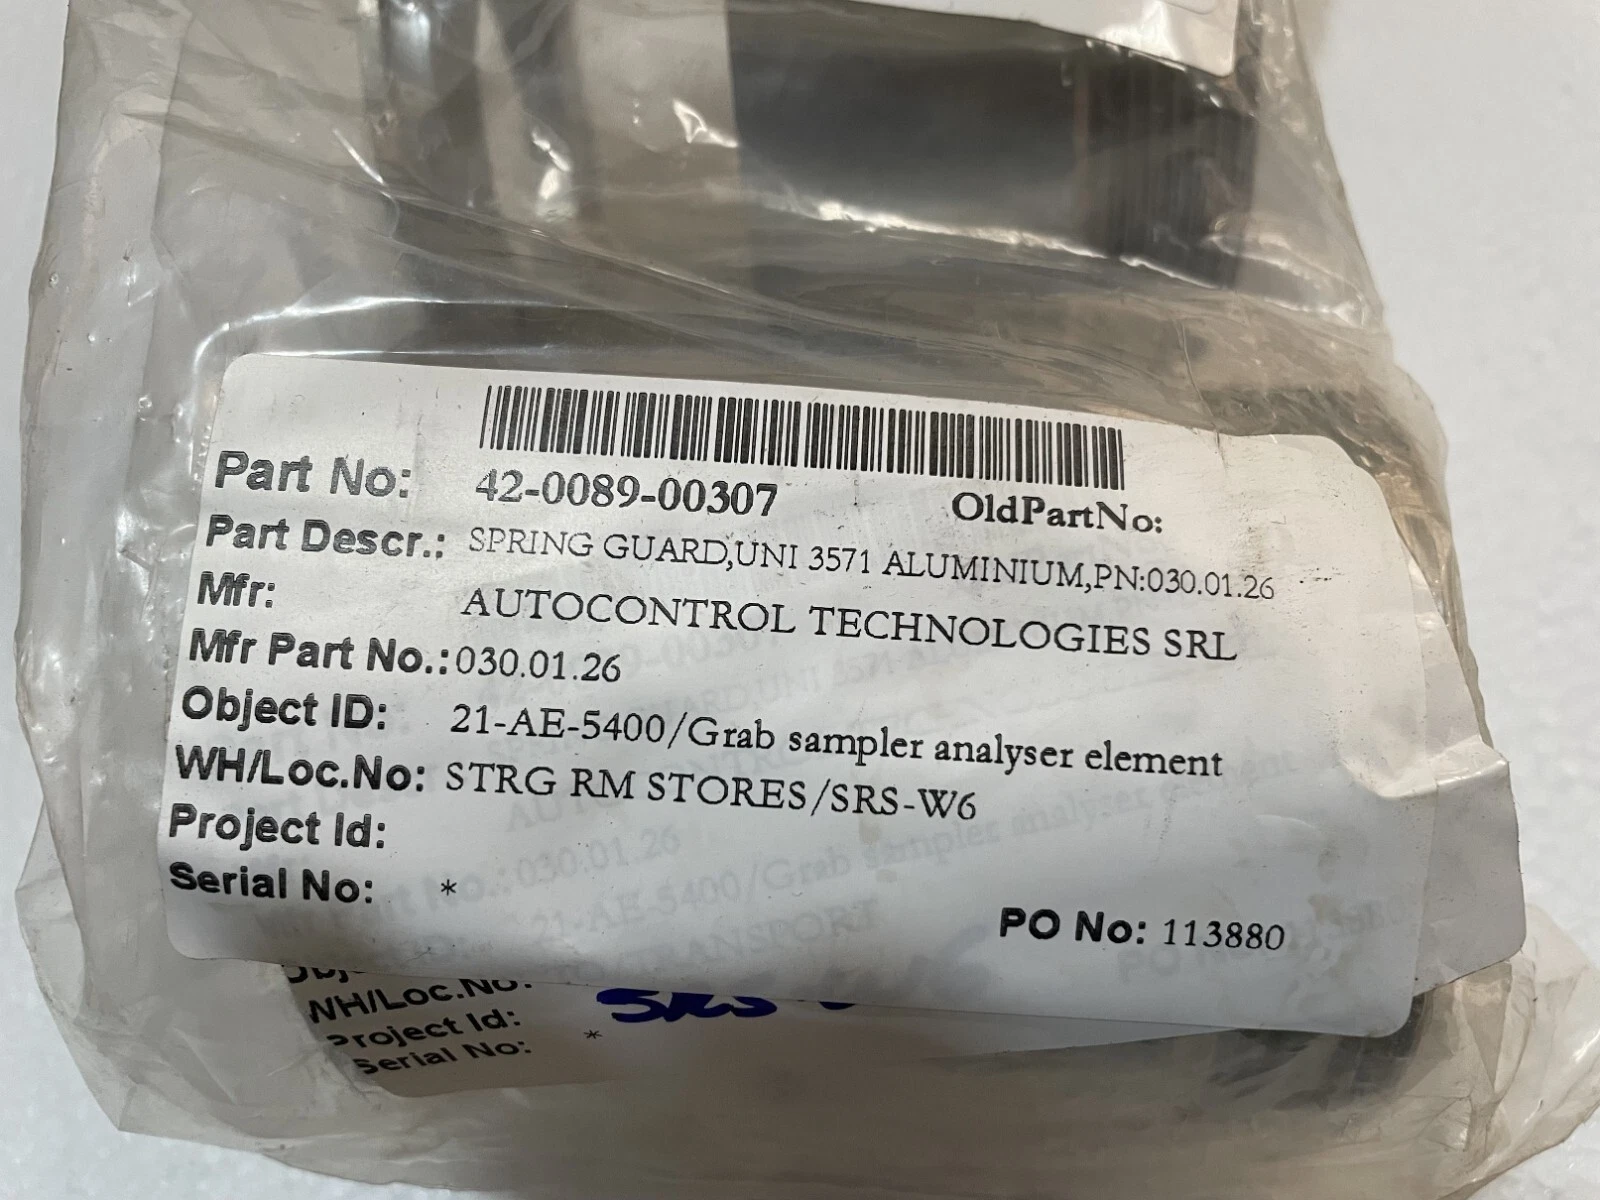 Part No: 42-0089-00307 OldPartNo:
Part Descr.: SPRING GUARD,UNI 3571 ALUMINIUM,PN:030.01.26
Mfr: AUTOCONTROL TECHNOLOGIES SRL
Mfr Part No.:030.01.26
Object ID: 21-AE-5400/Grab sampler analyser element
WH/Loc.No: STRG RM STORES/SRS-W6
Project Id:
Serial No: *
PO No: 113880
WH/Loc.No:
Project Id:
Serial No: *